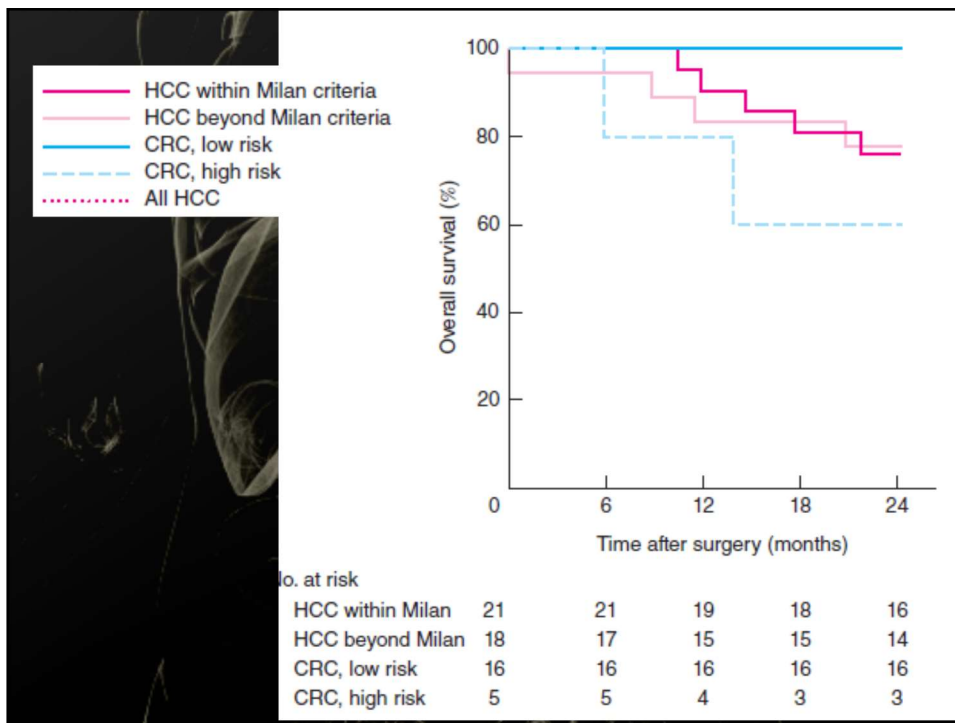 HCC within Milan criteria
HCC beyond Milan criteria
CRC, low risk
CRC, high risk
All HCC
100
80
60
40
20
Overall survival (%)
0 6 12 18 24
Time after surgery (months)
o. at risk
HCC within Milan 21 21 19 18 16
HCC beyond Milan 18 17 15 15 14
CRC, low risk 16 16 16 16 16
CRC, high risk 5 5 4 3 3